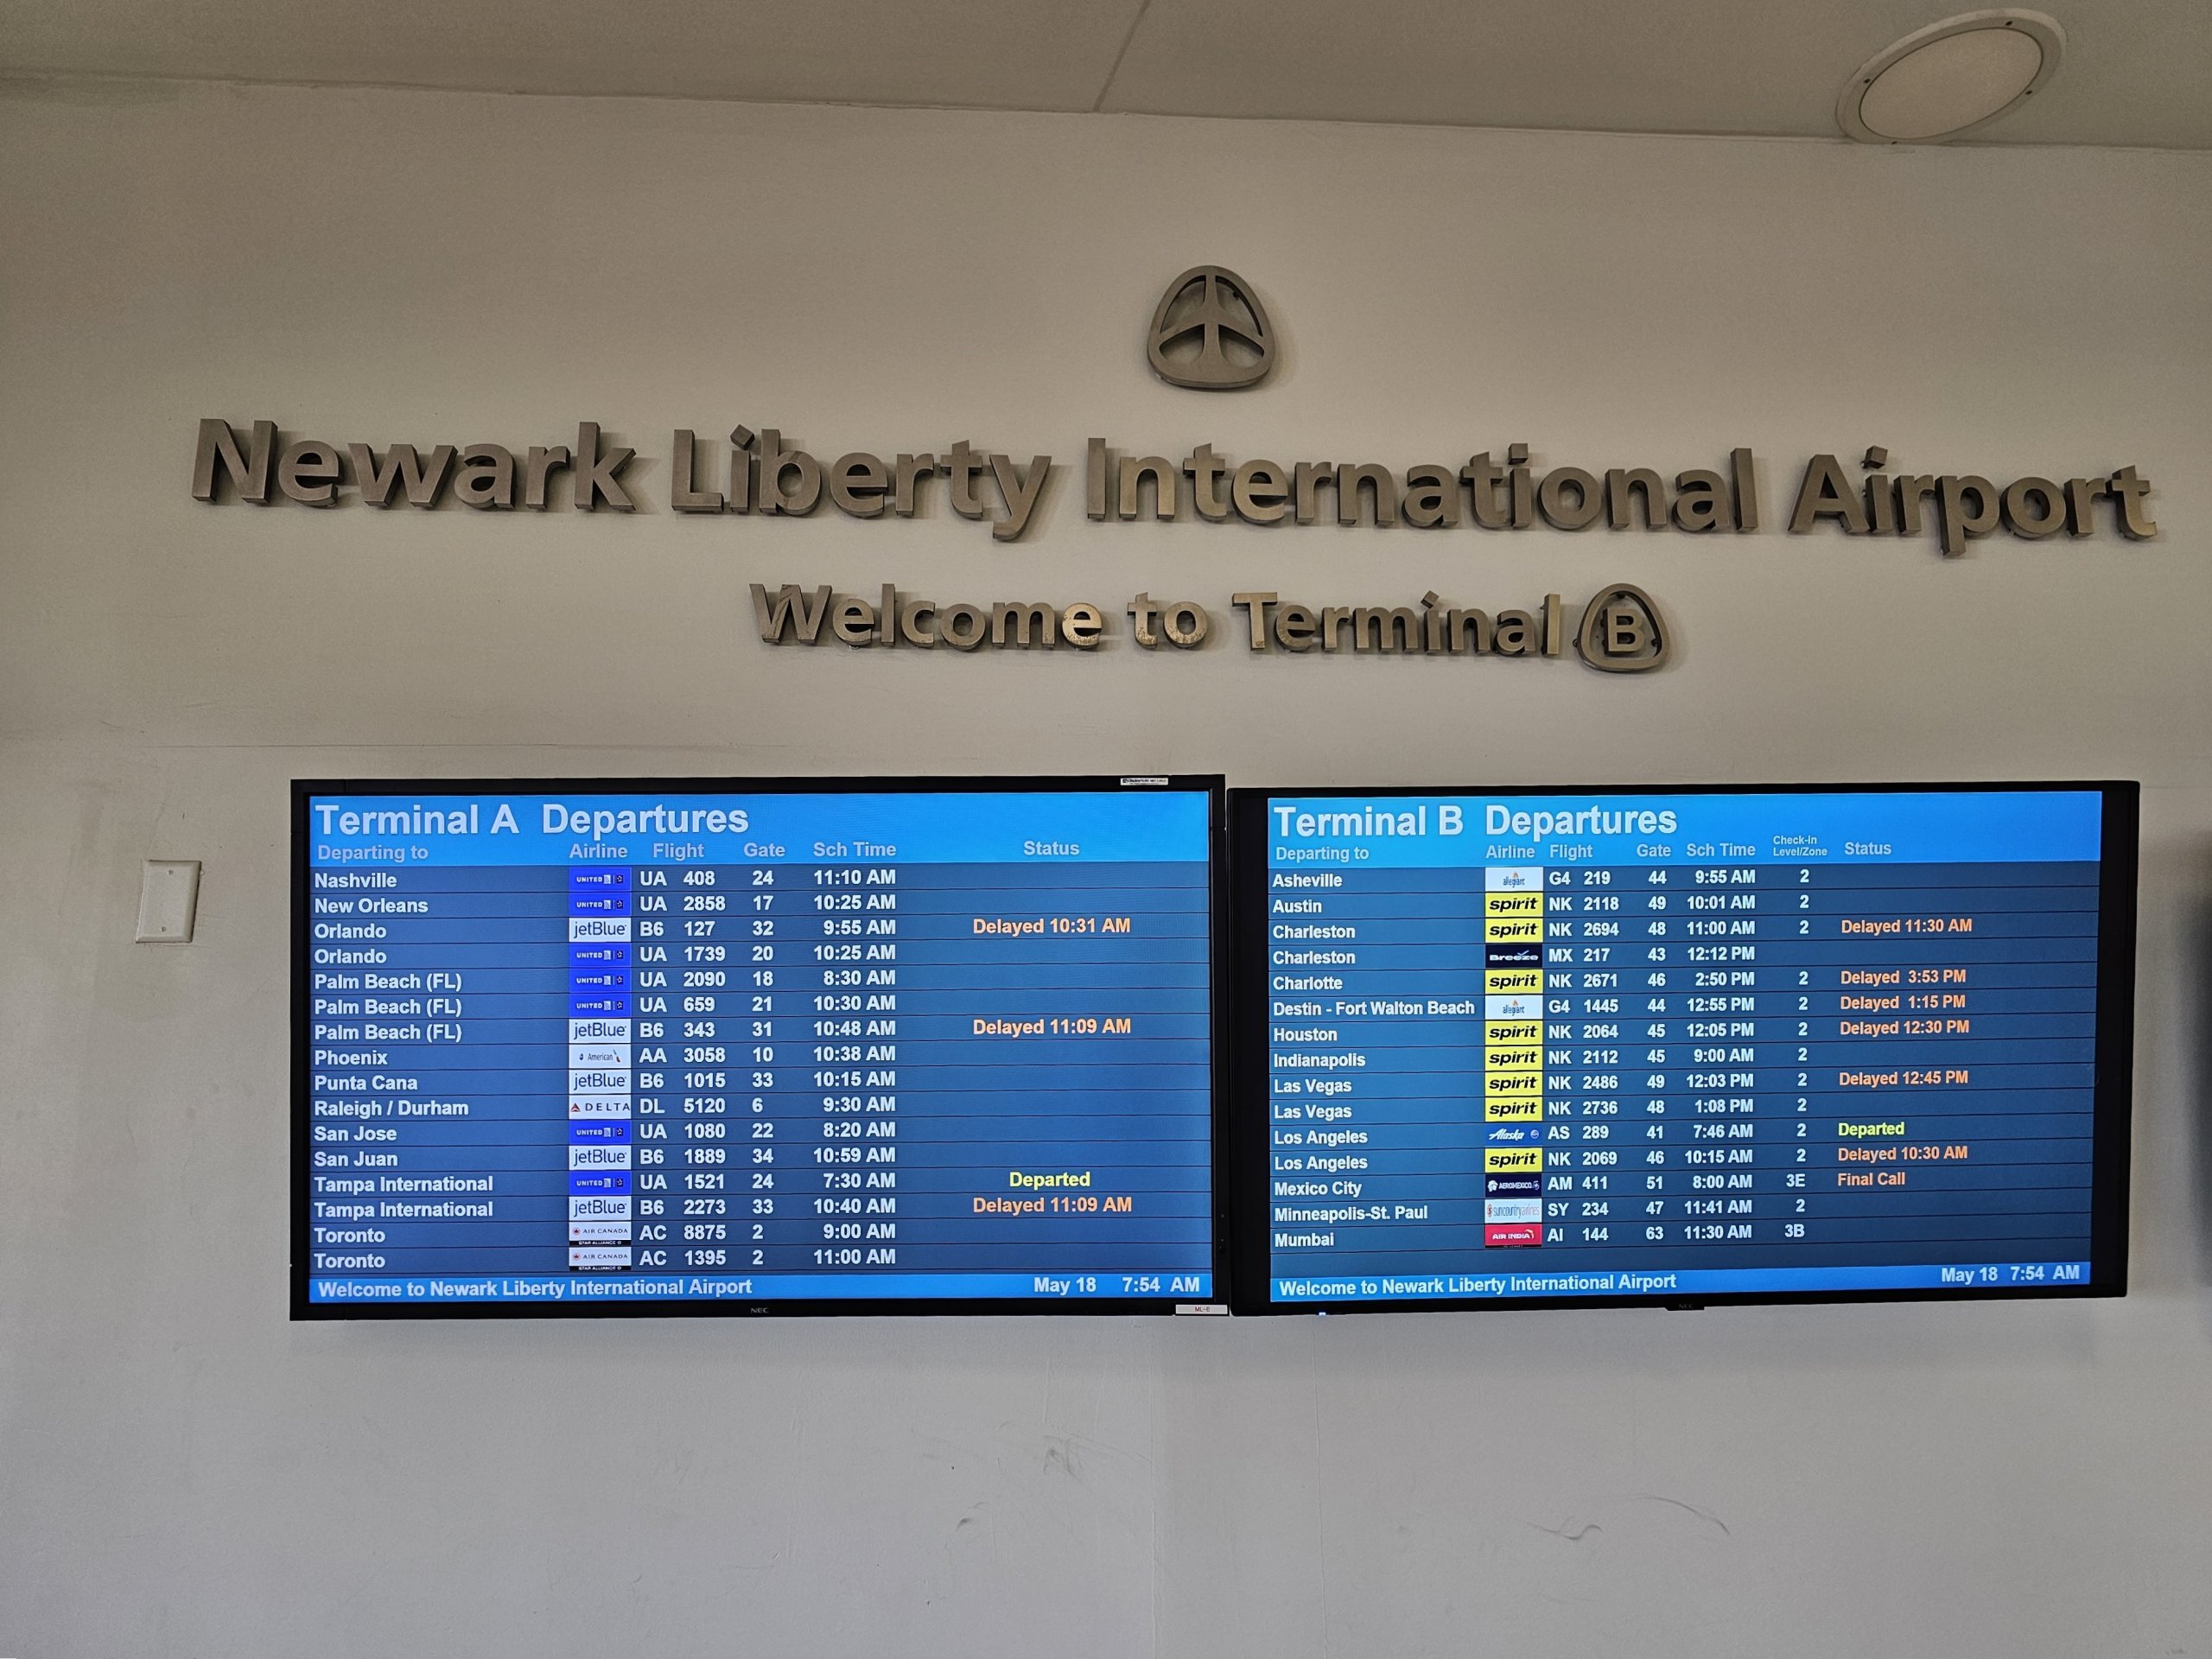 Newark Liberty International Airport
Welcome to Terminal B
Terminal A Departures
Departing to Airline Flight Gate Sch Time Status
Nashville UNITED UA 408 24 11:10 AM
New Orleans UNITED UA 2858 17 10:25 AM
Orlando jetBlue B6 127 32 9:55 AM Delayed 10:31 AM
Orlando UNITED UA 1739 20 10:25 AM
Palm Beach (FL) UNITED UA 2090 18 8:30 AM
Palm Beach (FL) UNITED UA 659 21 10:30 AM
Palm Beach (FL) jetBlue B6 343 31 10:48 AM Delayed 11:09 AM
Phoenix American AA 3058 10 10:38 AM
Punta Cana jetBlue B6 1015 33 10:15 AM
Raleigh / Durham DELTA DL 5120 6 9:30 AM
San Jose UNITED UA 1080 22 8:20 AM
San Juan jetBlue B6 1889 34 10:59 AM
Tampa International UNITED UA 1521 24 7:30 AM Departed
Tampa International jetBlue B6 2273 33 10:40 AM Delayed 11:09 AM
Toronto AIR CANADA AC 8875 2 9:00 AM
Toronto AIR CANADA AC 1395 2 11:00 AM
Welcome to Newark Liberty International Airport May 18 7:54 AM
NEC
Terminal B Departures
Departing to Airline Flight Gate Sch Time Check-In Level/Zone Status
Asheville allegiant G4 219 44 9:55 AM 2
Austin spirit NK 2118 49 10:01 AM 2
Charleston spirit NK 2694 48 11:00 AM 2 Delayed 11:30 AM
Charleston Breeze MX 217 43 12:12 PM
Charlotte spirit NK 2671 46 2:50 PM 2 Delayed 3:53 PM
Destin - Fort Walton Beach allegiant G4 1445 44 12:55 PM 2 Delayed 1:15 PM
Houston spirit NK 2064 45 12:05 PM 2 Delayed 12:30 PM
Indianapolis spirit NK 2112 45 9:00 AM 2
Las Vegas spirit NK 2486 49 12:03 PM 2 Delayed 12:45 PM
Las Vegas spirit NK 2736 48 1:08 PM 2
Los Angeles Alaska AS 289 41 7:46 AM 2 Departed
Los Angeles spirit NK 2069 46 10:15 AM 2 Delayed 10:30 AM
Mexico City AEROMEXICO AM 411 51 8:00 AM 3E Final Call
Minneapolis-St. Paul suncountryairlines SY 234 47 11:41 AM 2
Mumbai AIR INDIA AI 144 63 11:30 AM 3B
Welcome to Newark Liberty International Airport May 18 7:54 AM
NEC